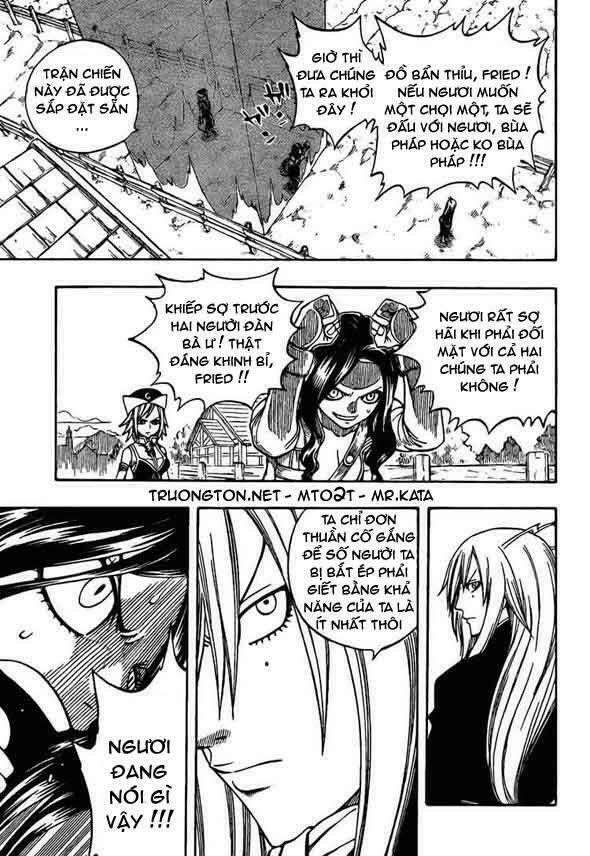 ĐỒ BẨN THỈU, FRIED!
NẾU NGƯƠI MUỐN
MỘT CHỌI MỘT, TA SẼ
ĐẤU VỚI NGƯƠI, BÙA
PHÁP HOẶC KO BÙA
PHÁP!!!
GIỜ THÌ
ĐƯA CHÚNG
TA RA KHỎI
ĐÂY!
TRẬN CHIẾN
NÀY ĐÃ ĐƯỢC
SẮP ĐẶT SẴN
...
NGƯƠI RẤT SỢ
HÃI KHI PHẢI ĐỐI
MẶT VỚI CẢ HAI
CHÚNG TA PHẢI
KHÔNG!
KHIẾP SỢ TRƯỚC
HAI NGƯỜI ĐÀN
BÀ Ư! THẬT
ĐÁNG KHINH BỈ,
FRIED!!
TRUONGTON.NET - MTO2T - MR.KATA
TA CHỈ ĐƠN
THUẦN CỐ GẮNG
ĐỂ SỐ NGƯỜI TA
BỊ BẮT ÉP PHẢI
GIẾT BẰNG KHẢ
NĂNG CỦA TA LÀ
ÍT NHẤT THÔI
NGƯƠI
ĐANG
NÓI GÌ
VẬY!!!